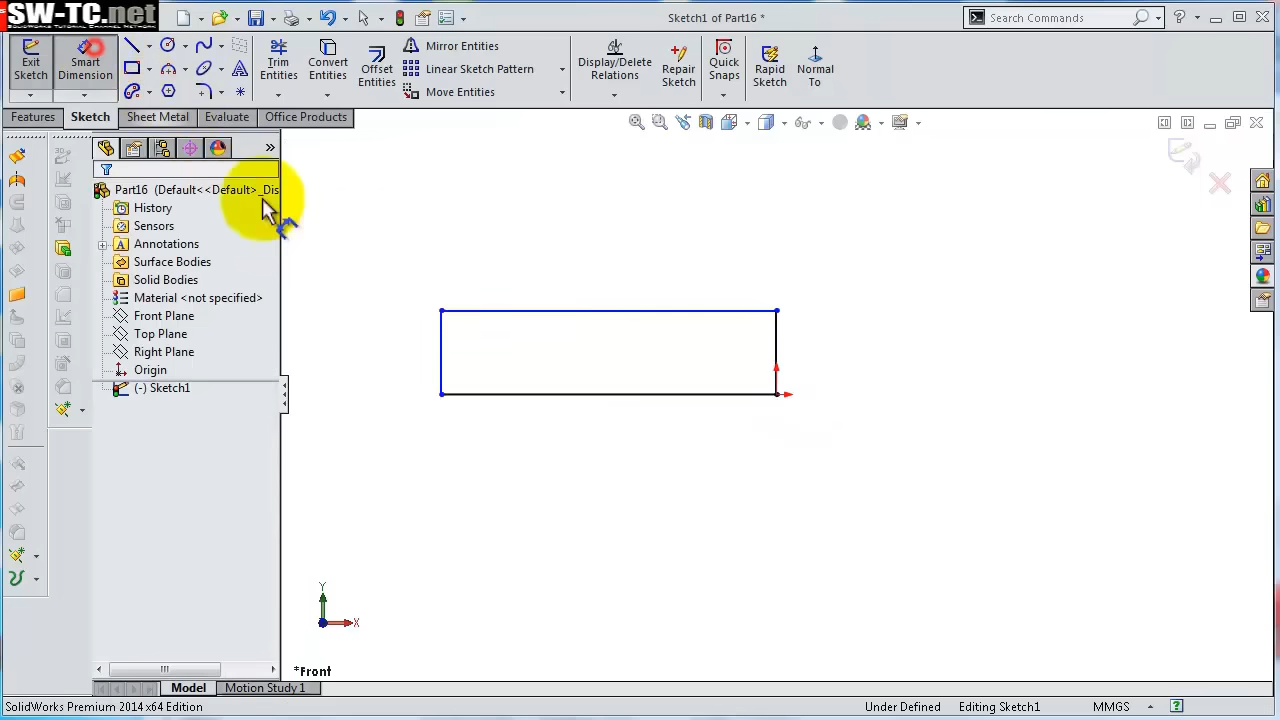 SW-TC.net
SOLIDWORKS TUTORIAL CHANNEL NETWORK
Sketch1 of Part16 *
Search Commands
Exit Sketch
Smart Dimension
Trim Entities
Convert Entities
Offset Entities
Mirror Entities
Linear Sketch Pattern
Move Entities
Display/Delete Relations
Repair Sketch
Quick Snaps
Rapid Sketch
Normal To
Features
Sketch
Sheet Metal
Evaluate
Office Products
Part16 (Default<<Default>_Dis
History
Sensors
Annotations
Surface Bodies
Solid Bodies
Material <not specified>
Front Plane
Top Plane
Right Plane
Origin
(-) Sketch1
Y
X
*Front
Model
Motion Study 1
SolidWorks Premium 2014 x64 Edition
Under Defined
Editing Sketch1
MMGS